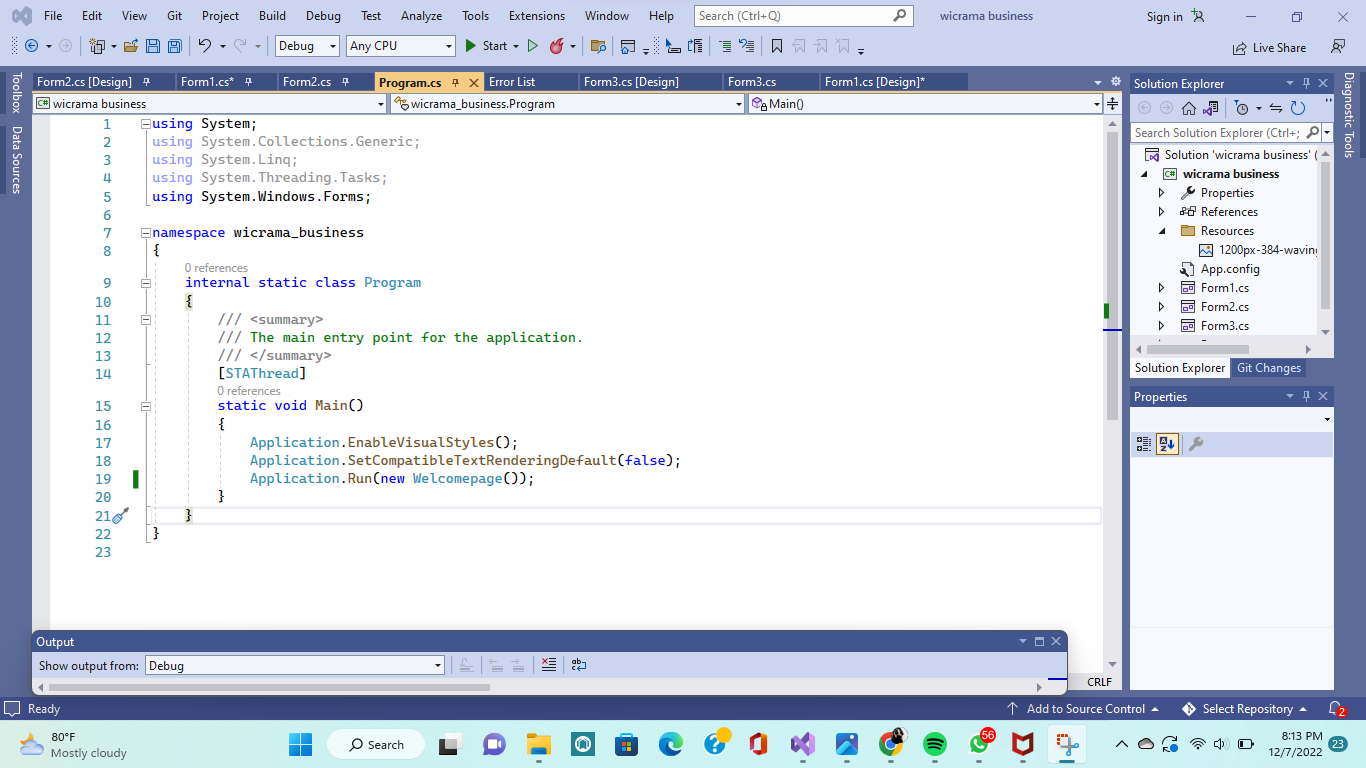 File Edit View Git Project Build Debug Test Analyze Tools Extensions Window Help Search (Ctrl+Q) wicrama business Sign in
Debug Any CPU Start Live Share
Toolbox
Data Sources
Form2.cs [Design] Form1.cs* Form2.cs Program.cs Error List Form3.cs [Design] Form3.cs Form1.cs [Design]*
wicrama business wicrama_business.Program Main()
1 using System;
2 using System.Collections.Generic;
3 using System.Linq;
4 using System.Threading.Tasks;
5 using System.Windows.Forms;
6
7 namespace wicrama_business
8 {
0 references
9 internal static class Program
10 {
11 /// <summary>
12 /// The main entry point for the application.
13 /// </summary>
14 [STAThread]
0 references
15 static void Main()
16 {
17 Application.EnableVisualStyles();
18 Application.SetCompatibleTextRenderingDefault(false);
19 Application.Run(new Welcomepage());
20 }
21 }
22 }
23
Output
Show output from: Debug
CRLF
Solution Explorer
Search Solution Explorer (Ctrl+;
Solution 'wicrama business' (
C# wicrama business
Properties
References
Resources
1200px-384-waving
App.config
Form1.cs
Form2.cs
Form3.cs
Solution Explorer Git Changes
Properties
Diagnostic Tools
Ready Add to Source Control Select Repository 2
80°F
Mostly cloudy
Search
56
8:13 PM
12/7/2022
23